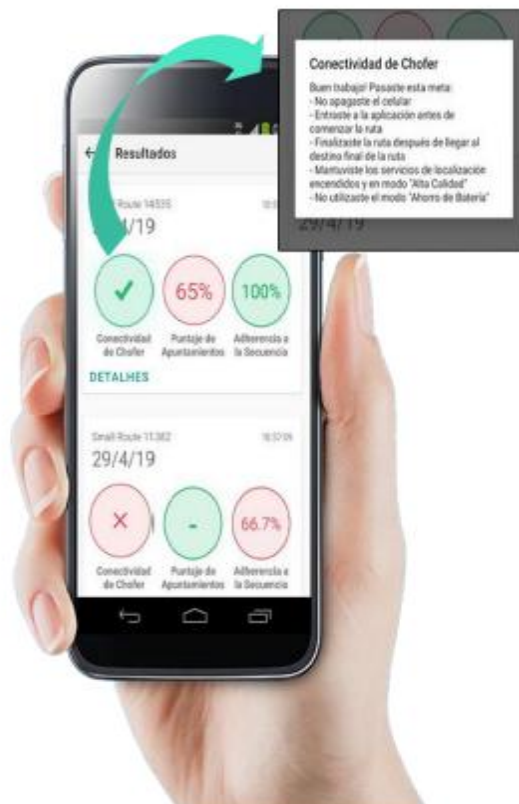 Conectividad de Chofer
Buen trabajo! Pasaste esta meta:
- No apagaste el celular
- Entraste a la aplicación antes de
comenzar la ruta
- Finalizaste la ruta después de llegar al
destino final de la ruta
- Mantuviste los servicios de localización
encendidos y en modo "Alta Calidad"
- No utilizaste el modo "Ahorro de Batería"
29/4/19
Resultados
Route 14535
4/19
65%
100%
Conectividad
de Chofer
Puntaje de
Apuntamientos
Adherencia a
la Secuencia
DETALHES
Small Route 11382
29/4/19
-
66.7%
Conectividad
de Chofer
Puntaje de
Apuntamientos
Adherencia a
la Secuencia